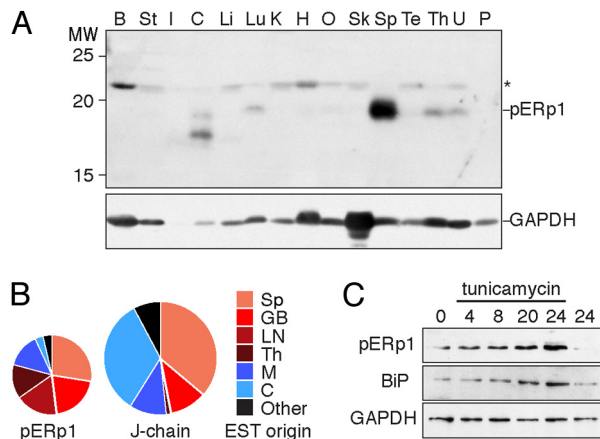 A
B St I C Li Lu K H O Sk Sp Te Th U P
MW
25
20
15
*
pERp1
GAPDH
B
pERp1
J-chain
Sp
GB
LN
Th
M
C
Other
EST origin
C
tunicamycin
0 4 8 20 24 24
pERp1
BiP
GAPDH